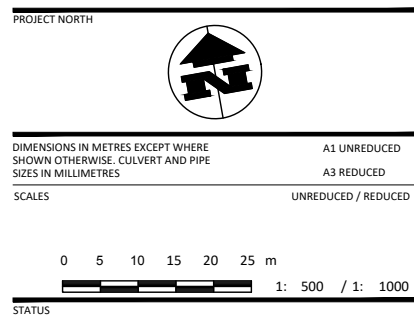 PROJECT NORTH
N
DIMENSIONS IN METRES EXCEPT WHERE
SHOWN OTHERWISE. CULVERT AND PIPE
SIZES IN MILLIMETRES
A1 UNREDUCED
A3 REDUCED
SCALES UNREDUCED / REDUCED
0 5 10 15 20 25 m
1: 500 / 1: 1000
STATUS